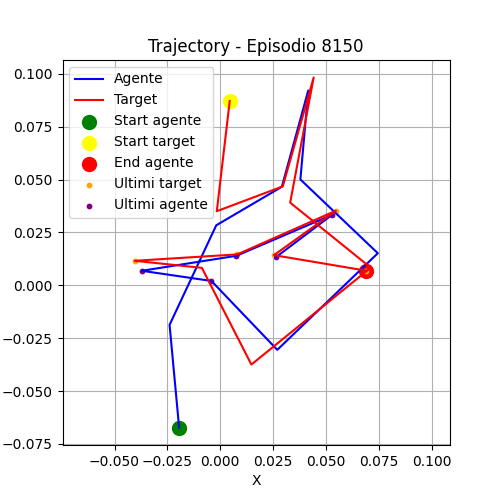 Trajectory - Episodio 8150
Agente
Target
Start agente
Start target
End agente
Ultimi target
Ultimi agente
0.100
0.075
0.050
0.025
0.000
−0.025
−0.050
−0.075
−0.050
−0.025
0.000
0.025
0.050
0.075
0.100
X